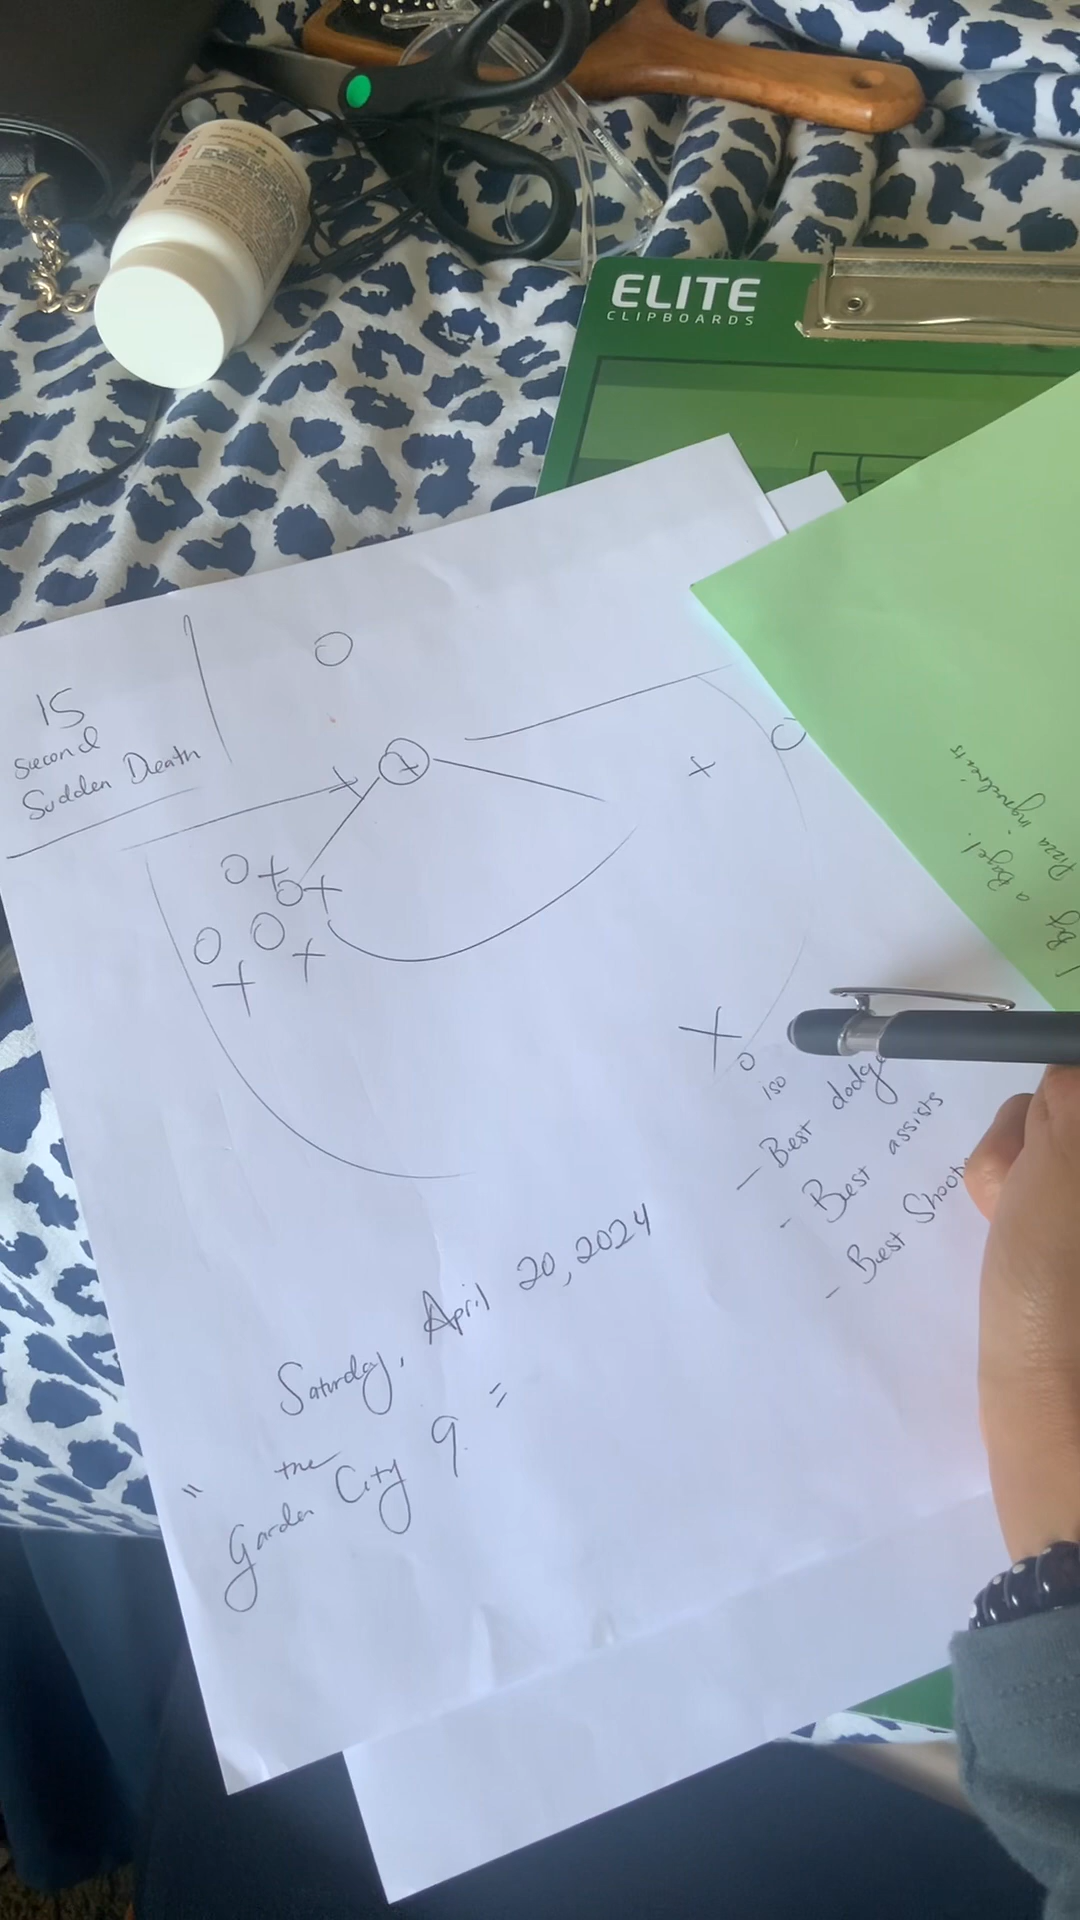 ELITE
CLIPBOARDS
15
second
Sudden Death
iso
- Best dodge
- Best assists
- Best Shoot
Saturday, April 20, 2024
" the
Garden City 9 "
a Bagel.
Pizza ingredients